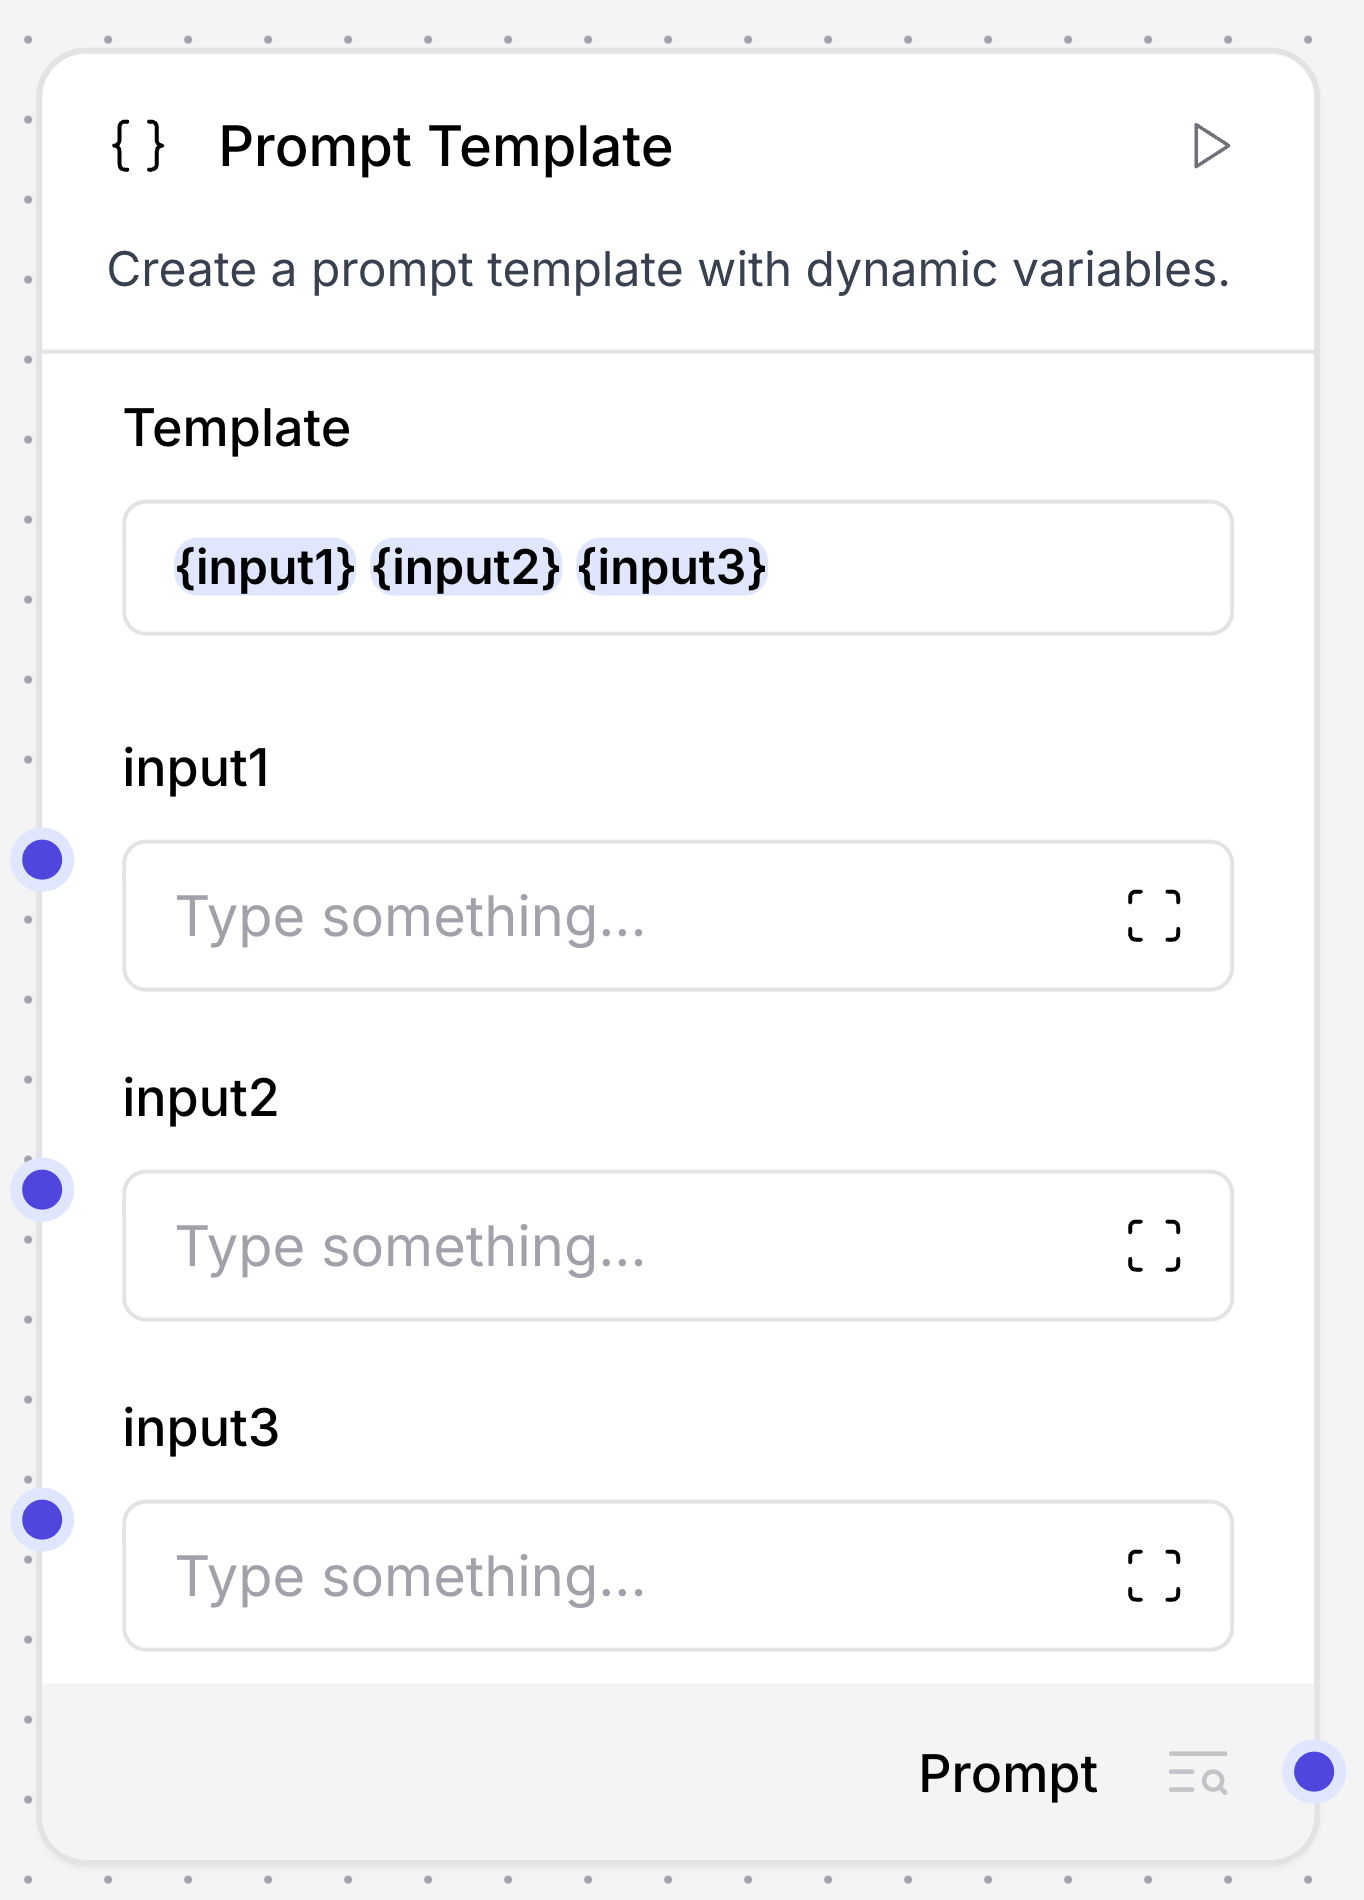 { } Prompt Template
Create a prompt template with dynamic variables.
Template
{input1} {input2} {input3}
input1
Type something...
input2
Type something...
input3
Type something...
Prompt